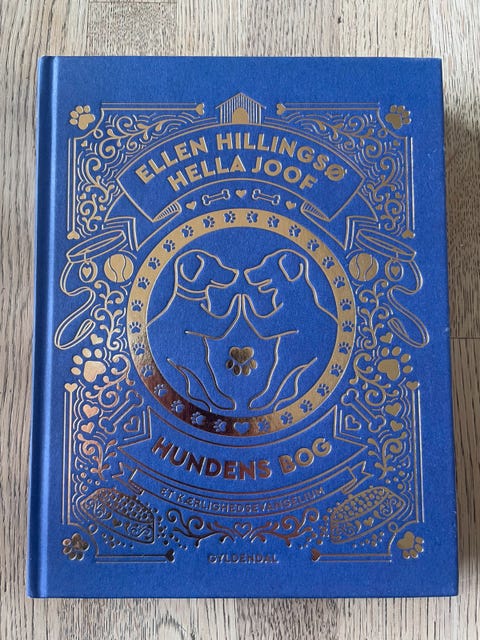 ELLEN HILLINGSØ
HELLA JOOF
HUNDENS BOG
ET KÆRLIGHEDSEVANGELIUM
GYLDENDAL